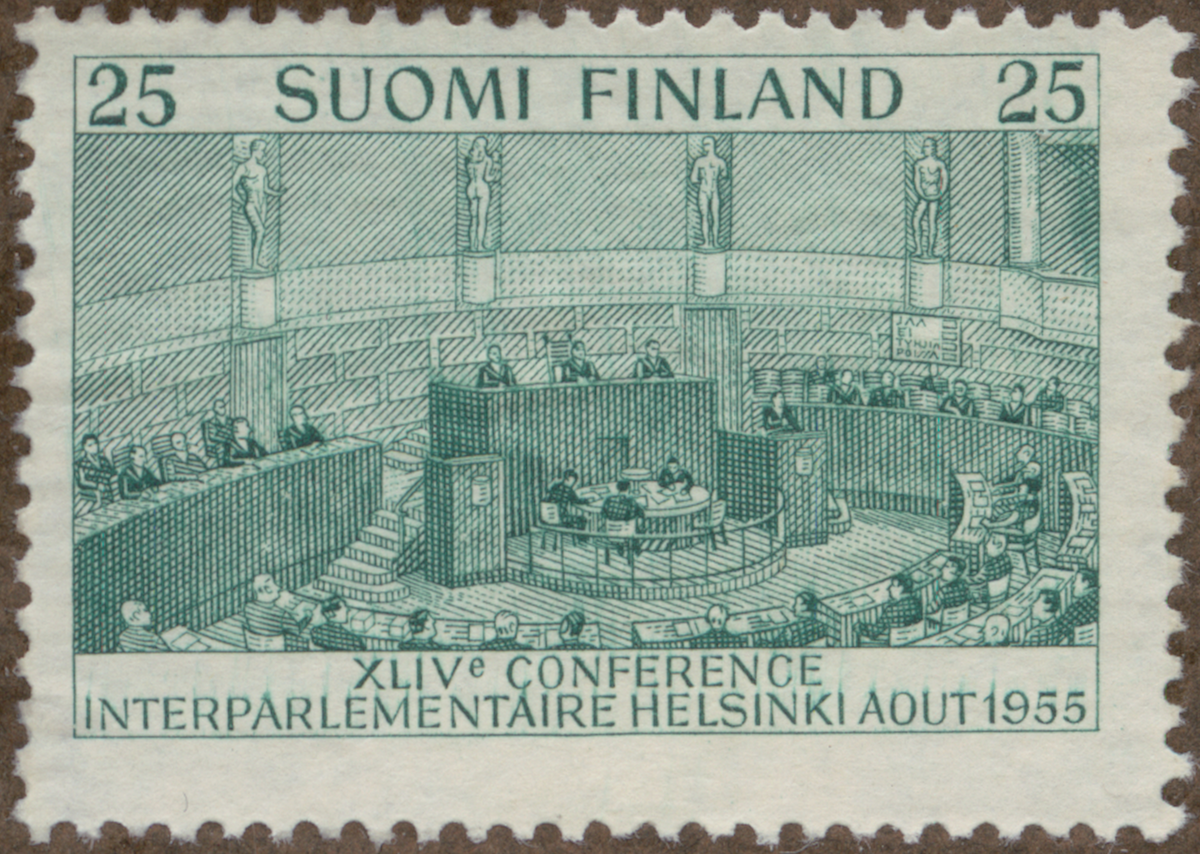 25 SUOMI FINLAND 25
XLIVe CONFERENCE
INTERPARLEMENTAIRE HELSINKI AOUT 1955